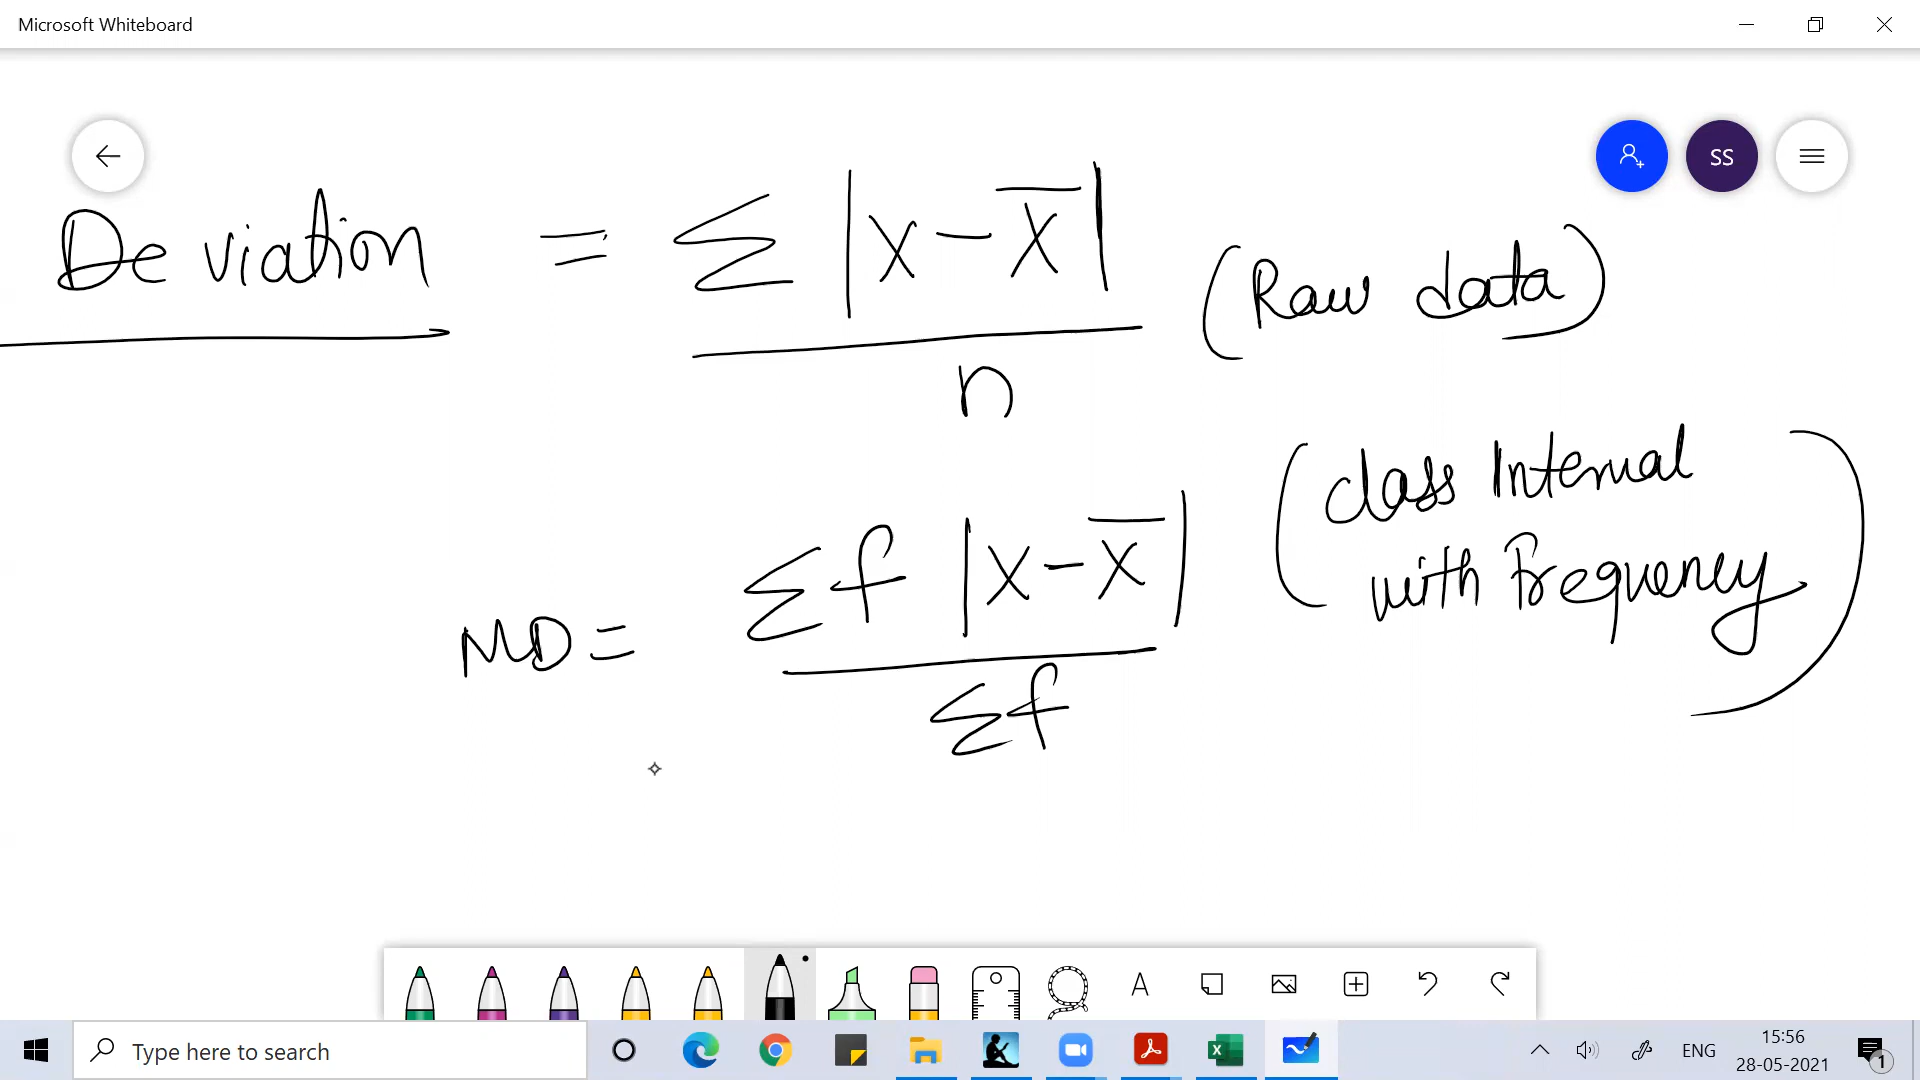 Microsoft Whiteboard
SS
Deviation = Σ |x - x̅| (Raw data)
n
MD = Σf |x - x̅| (class Interval
with Frequency)
Σf
A
Type here to search
ENG
15:56
28-05-2021
1